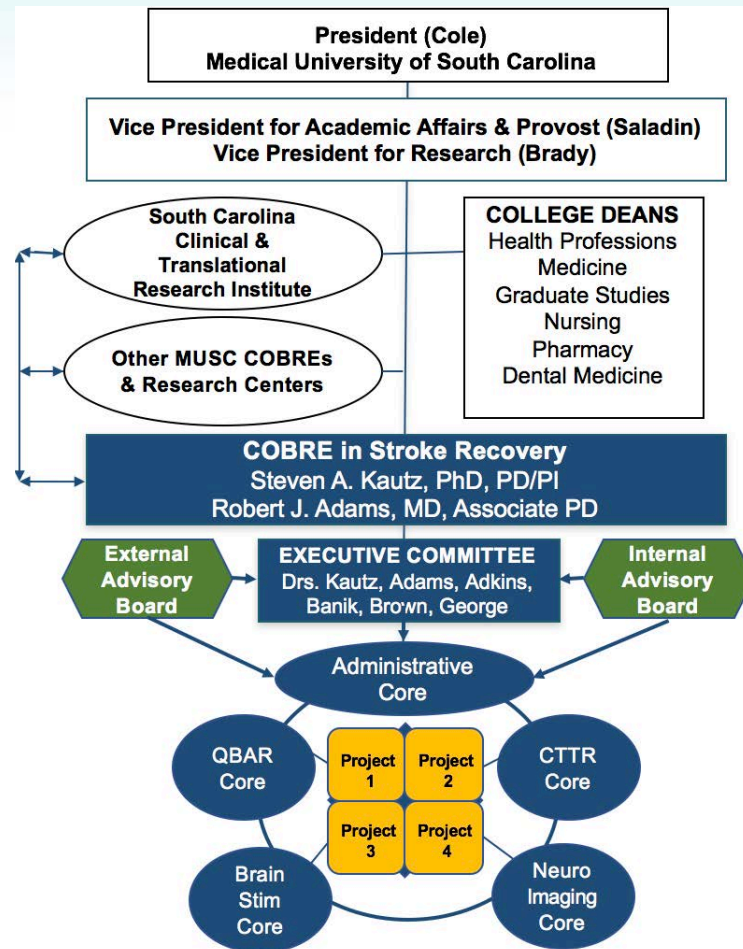 President (Cole)
Medical University of South Carolina
Vice President for Academic Affairs & Provost (Saladin)
Vice President for Research (Brady)
South Carolina
Clinical &
Translational
Research Institute
COLLEGE DEANS
Health Professions
Medicine
Graduate Studies
Nursing
Pharmacy
Dental Medicine
Other MUSC COBREs
& Research Centers
COBRE in Stroke Recovery
Steven A. Kautz, PhD, PD/PI
Robert J. Adams, MD, Associate PD
External
Advisory
Board
EXECUTIVE COMMITTEE
Drs. Kautz, Adams, Adkins,
Banik, Brown, George
Internal
Advisory
Board
Administrative
Core
QBAR
Core
Project
1
Project
2
CTTR
Core
Project
3
Project
4
Brain
Stim
Core
Neuro
Imaging
Core